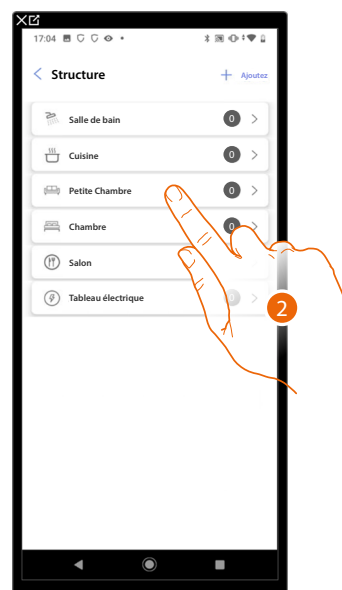 17:04
Structure
Ajoutez
Salle de bain 0
Cuisine 0
Petite Chambre 0
Chambre 0
Salon
Tableau électrique 0
2